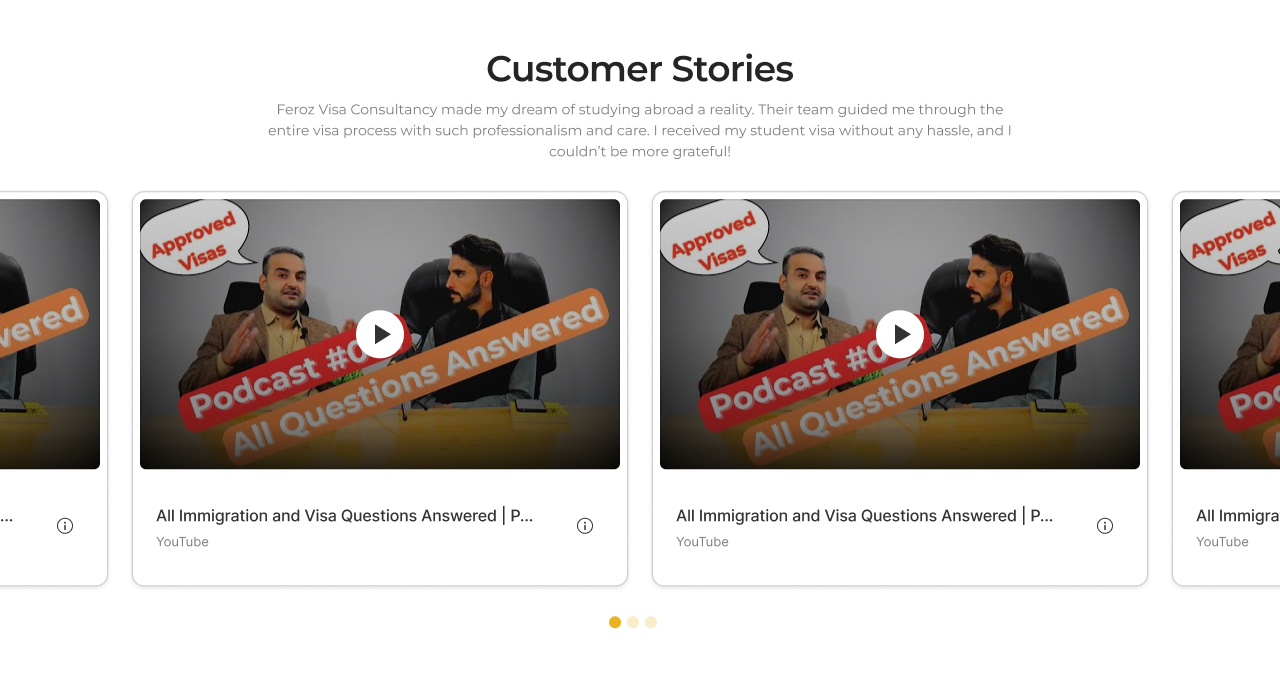 Customer Stories
Feroz Visa Consultancy made my dream of studying abroad a reality. Their team guided me through the
entire visa process with such professionalism and care. I received my student visa without any hassle, and I
couldn’t be more grateful!
wered
...
Approved
Visas
Podcast #0
All Questions Answered
All Immigration and Visa Questions Answered | P...
YouTube
Approved
Visas
Podcast #0
All Questions Answered
All Immigration and Visa Questions Answered | P...
YouTube
Approved
Visas
Poo
All Immigra
YouTube